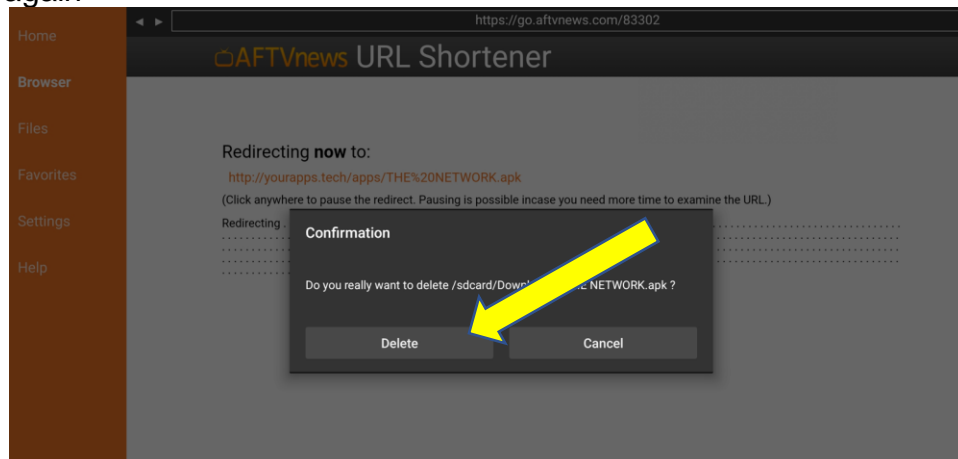 again
https://go.aftvnews.com/83302
Home
AFTVnews URL Shortener
Browser
Files
Redirecting now to:
Favorites
http://yourapps.tech/apps/THE%20NETWORK.apk
(Click anywhere to pause the redirect. Pausing is possible incase you need more time to examine the URL.)
Settings
Redirecting .
Confirmation
Help
Do you really want to delete /sdcard/Down NETWORK.apk ?
Delete
Cancel